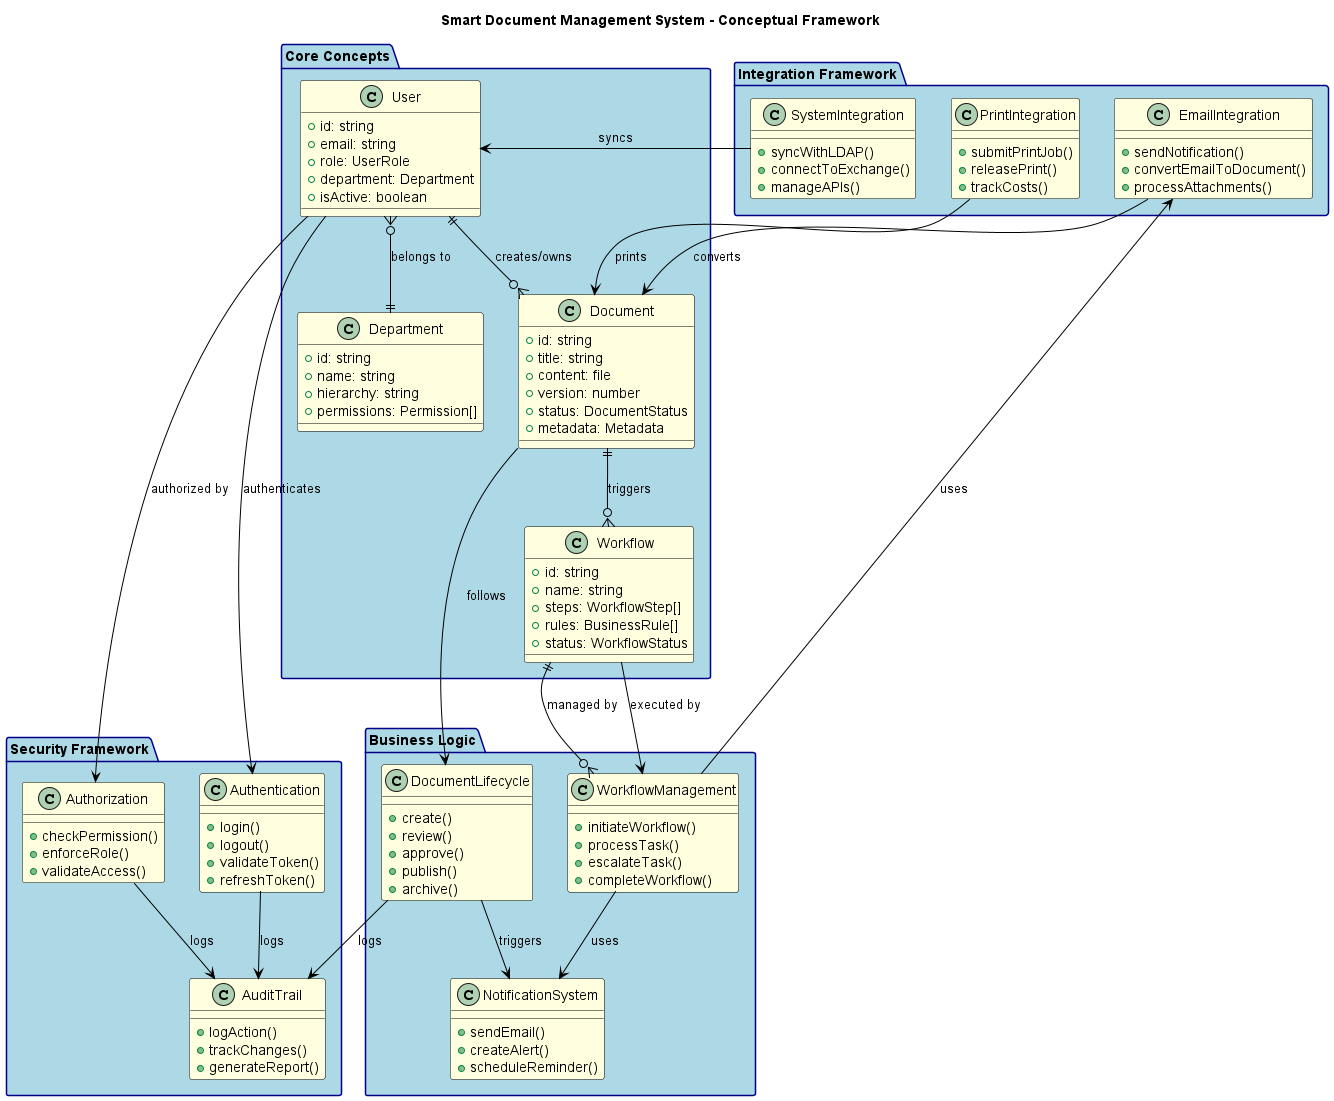 Smart Document Management System - Conceptual Framework
Core Concepts
C User
id: string
email: string
role: UserRole
department: Department
isActive: boolean
belongs to
creates/owns
C Department
id: string
name: string
hierarchy: string
permissions: Permission[]
C Document
id: string
title: string
content: file
version: number
status: DocumentStatus
metadata: Metadata
triggers
C Workflow
id: string
name: string
steps: WorkflowStep[]
rules: BusinessRule[]
status: WorkflowStatus
Integration Framework
C SystemIntegration
syncWithLDAP()
connectToExchange()
manageAPIs()
C PrintIntegration
submitPrintJob()
releasePrint()
trackCosts()
C EmailIntegration
sendNotification()
convertEmailToDocument()
processAttachments()
syncs
prints
converts
authorized by
authenticates
follows
uses
managed by
executed by
Security Framework
C Authorization
checkPermission()
enforceRole()
validateAccess()
C Authentication
login()
logout()
validateToken()
refreshToken()
logs
logs
logs
C AuditTrail
logAction()
trackChanges()
generateReport()
Business Logic
C DocumentLifecycle
create()
review()
approve()
publish()
archive()
C WorkflowManagement
initiateWorkflow()
processTask()
escalateTask()
completeWorkflow()
triggers
uses
C NotificationSystem
sendEmail()
createAlert()
scheduleReminder()